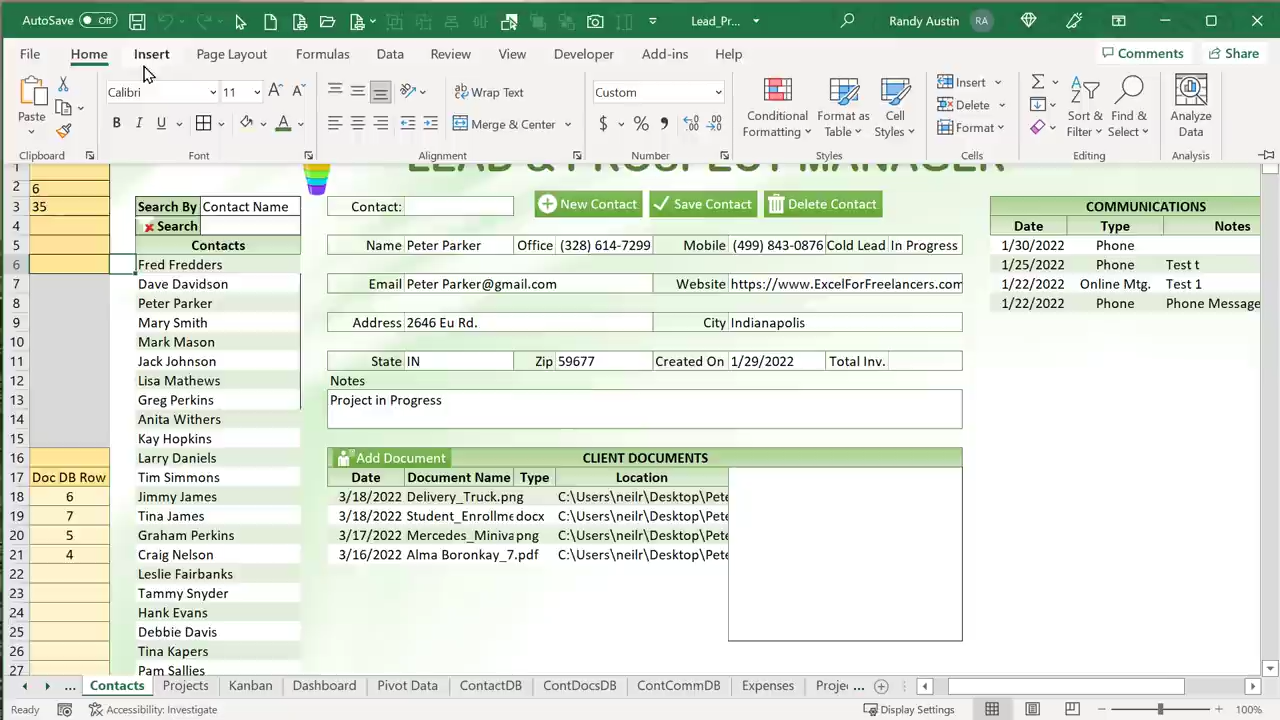 AutoSave Off Lead_Pr... Randy Austin RA
File Home Insert Page Layout Formulas Data Review View Developer Add-ins Help Comments Share
Paste Calibri 11 Wrap Text Merge & Center Custom Conditional Formatting Format as Table Cell Styles Insert Delete Format Sort & Filter Find & Select Analyze Data
Clipboard Font Alignment Number Styles Cells Editing Analysis
1 LEAD & PROSPECT MANAGER
2 6
3 35 Search By Contact Name Contact: New Contact Save Contact Delete Contact COMMUNICATIONS
4 Search Date Type Notes
5 Contacts Name Peter Parker Office (328) 614-7299 Mobile (499) 843-0876 Cold Lead In Progress 1/30/2022 Phone
6 Fred Fredders 1/25/2022 Phone Test t
7 Dave Davidson Email Peter Parker@gmail.com Website https://www.ExcelForFreelancers.com 1/22/2022 Online Mtg. Test 1
8 Peter Parker 1/22/2022 Phone Phone Message
9 Mary Smith Address 2646 Eu Rd. City Indianapolis
10 Mark Mason
11 Jack Johnson State IN Zip 59677 Created On 1/29/2022 Total Inv.
12 Lisa Mathews Notes
13 Greg Perkins Project in Progress
14 Anita Withers
15 Kay Hopkins
16 Larry Daniels Add Document CLIENT DOCUMENTS
17 Doc DB Row Tim Simmons Date Document Name Type Location
18 6 Jimmy James 3/18/2022 Delivery_Truck.png C:\Users\neilr\Desktop\Pete
19 7 Tina James 3/18/2022 Student_Enrollme docx C:\Users\neilr\Desktop\Pete
20 5 Graham Perkins 3/17/2022 Mercedes_Miniva png C:\Users\neilr\Desktop\Pete
21 4 Craig Nelson 3/16/2022 Alma Boronkay_7.pdf C:\Users\neilr\Desktop\Pete
22 Leslie Fairbanks
23 Tammy Snyder
24 Hank Evans
25 Debbie Davis
26 Tina Kapers
27 Pam Sallies
... Contacts Projects Kanban Dashboard Pivot Data ContactDB ContDocsDB ContCommDB Expenses Proje ...
Ready Accessibility: Investigate Display Settings 100%